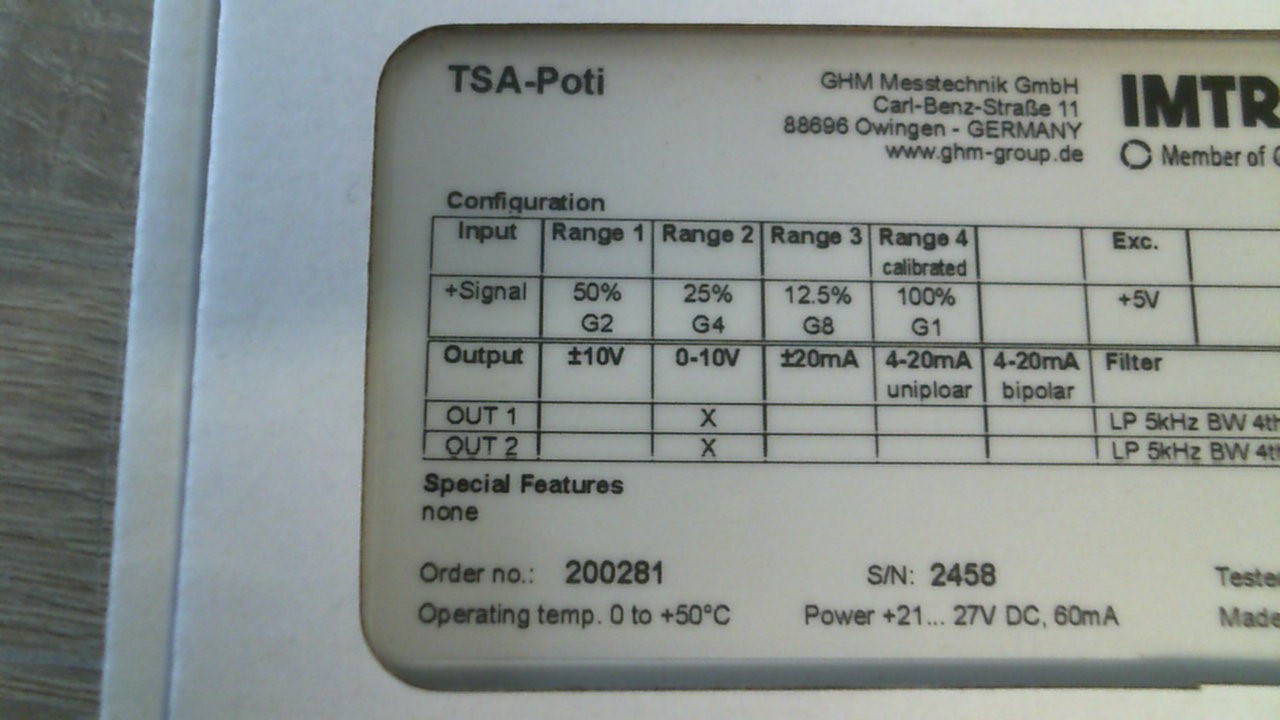 TSA-Poti
GHM Messtechnik GmbH
Carl-Benz-Straße 11
88696 Owingen - GERMANY
www.ghm-group.de
Member of
Configuration
Input Range 1 Range 2 Range 3 Range 4 Exc.
calibrated
+Signal 50% 25% 12.5% 100% +5V
G2 G4 G8 G1
Output ±10V 0-10V ±20mA 4-20mA 4-20mA Filter
uniploar bipolar
OUT 1 X LP 5kHz BW 4th
OUT 2 X LP 5kHz BW 4th
Special Features
none
Order no.: 200281 S/N: 2458
Operating temp. 0 to +50°C Power +21... 27V DC, 60mA Made